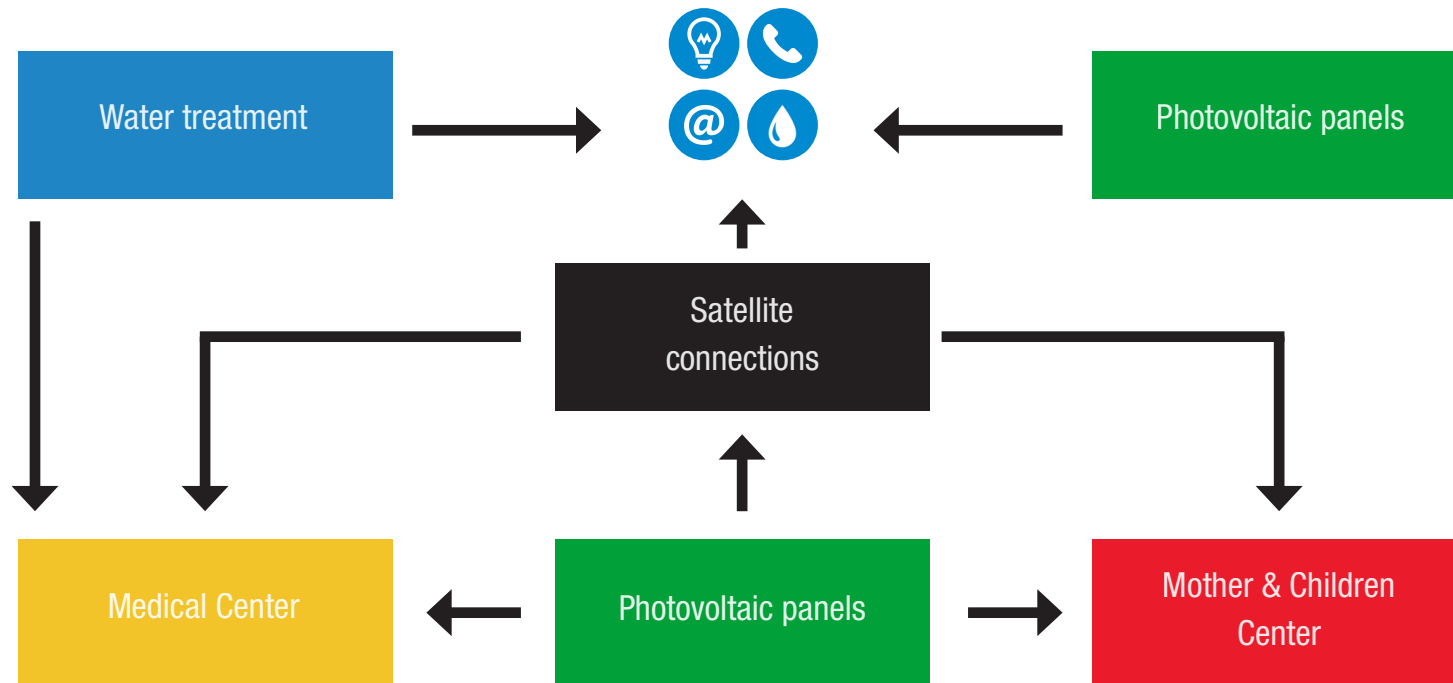 Water treatment
@
Photovoltaic panels
Satellite
connections
Medical Center
Photovoltaic panels
Mother & Children
Center